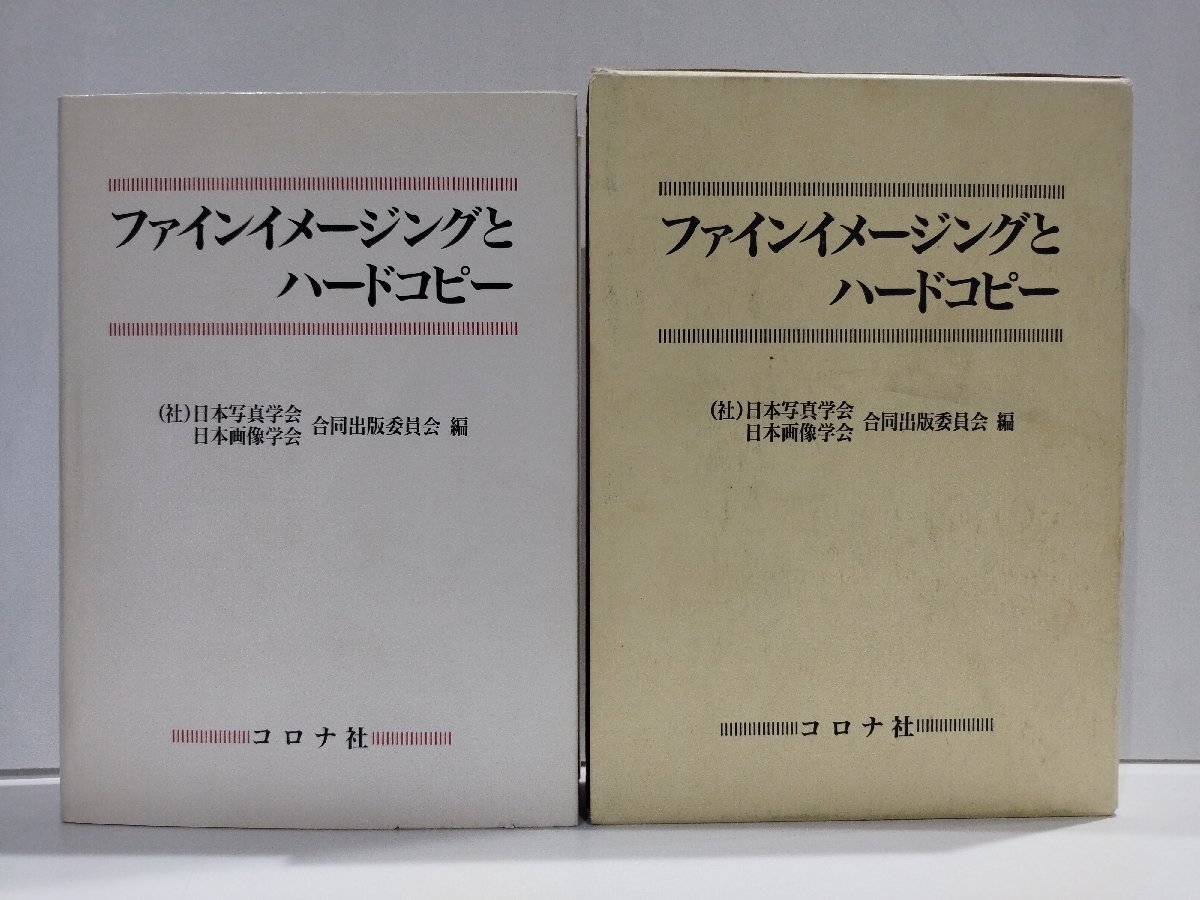 ファインイメージングと
ハードコピー
(社)日本写真学会
日本画像学会
合同出版委員会 編
コロナ社
ファインイメージングと
ハードコピー
(社)日本写真学会
日本画像学会
合同出版委員会 編
コロナ社